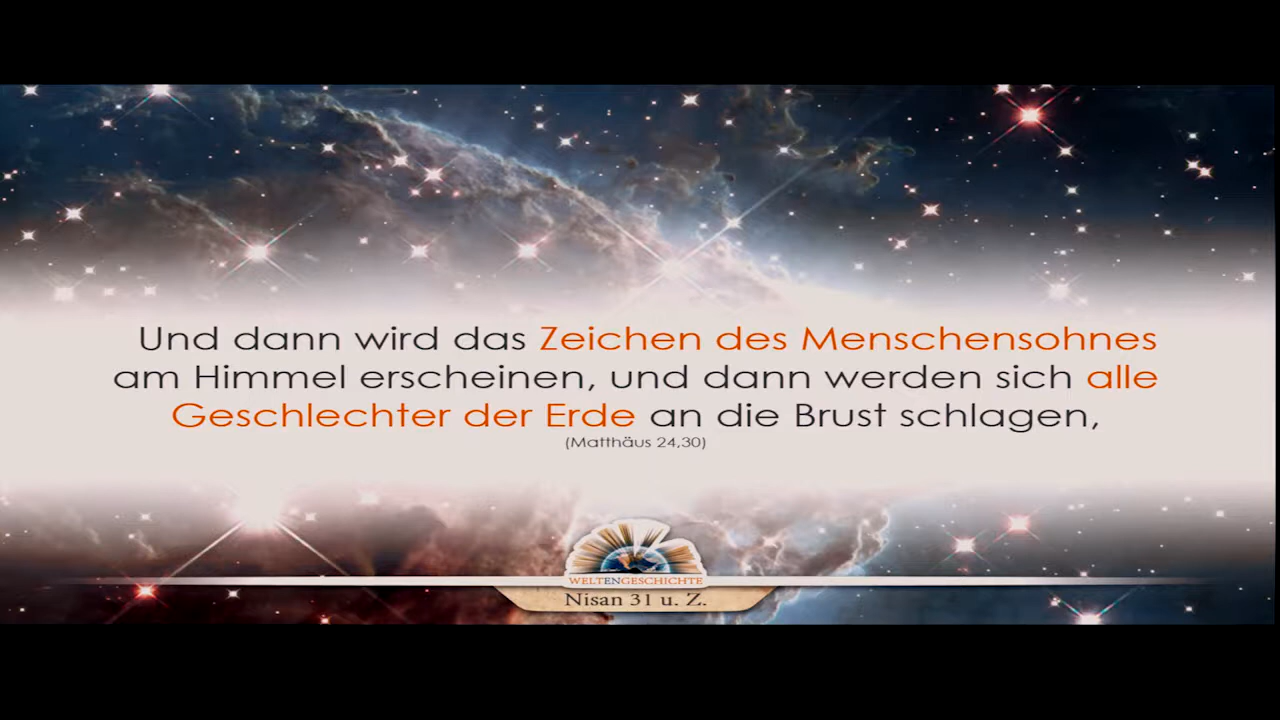 Und dann wird das Zeichen des Menschensohnes
am Himmel erscheinen, und dann werden sich alle
Geschlechter der Erde an die Brust schlagen,
(Matthäus 24,30)
WELTENGESCHICHTE
Nisan 31 u. Z.